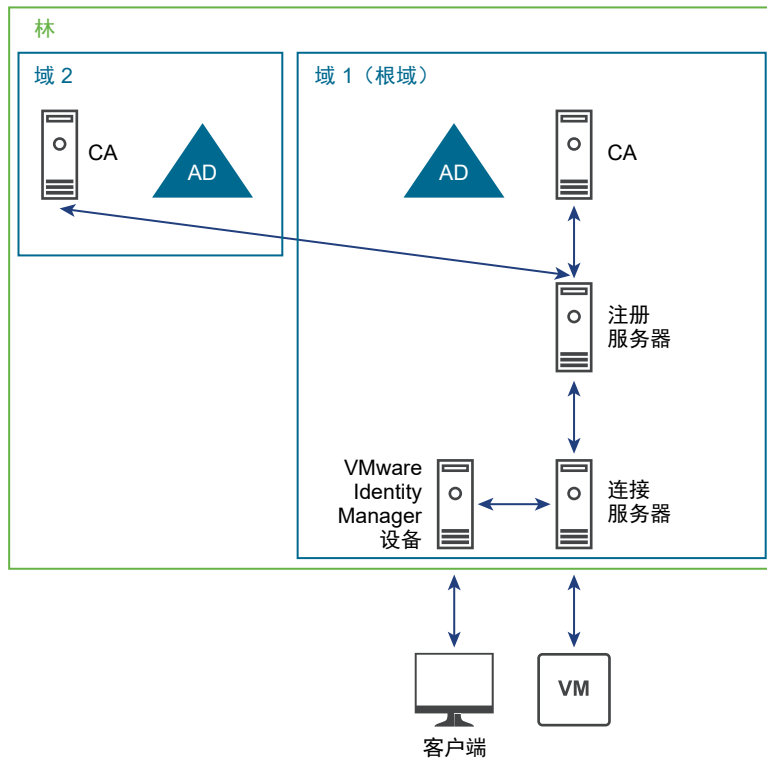 林
域 2
域 1（根域）
CA
AD
AD
CA
注册
服务器
VMware
Identity
Manager
设备
连接
服务器
客户端
VM